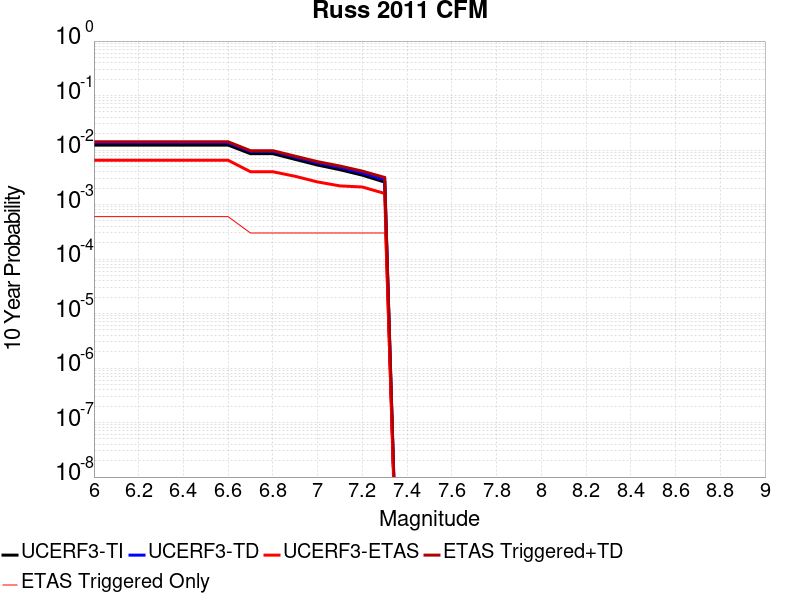 Russ 2011 CFM
10 0
10 -1
10 -2
10 -3
10 -4
10 -5
10 -6
10 -7
10 -8
10 Year Probability
6 6.2 6.4 6.6 6.8 7 7.2 7.4 7.6 7.8 8 8.2 8.4 8.6 8.8 9
Magnitude
UCERF3-TI UCERF3-TD UCERF3-ETAS ETAS Triggered+TD
ETAS Triggered Only